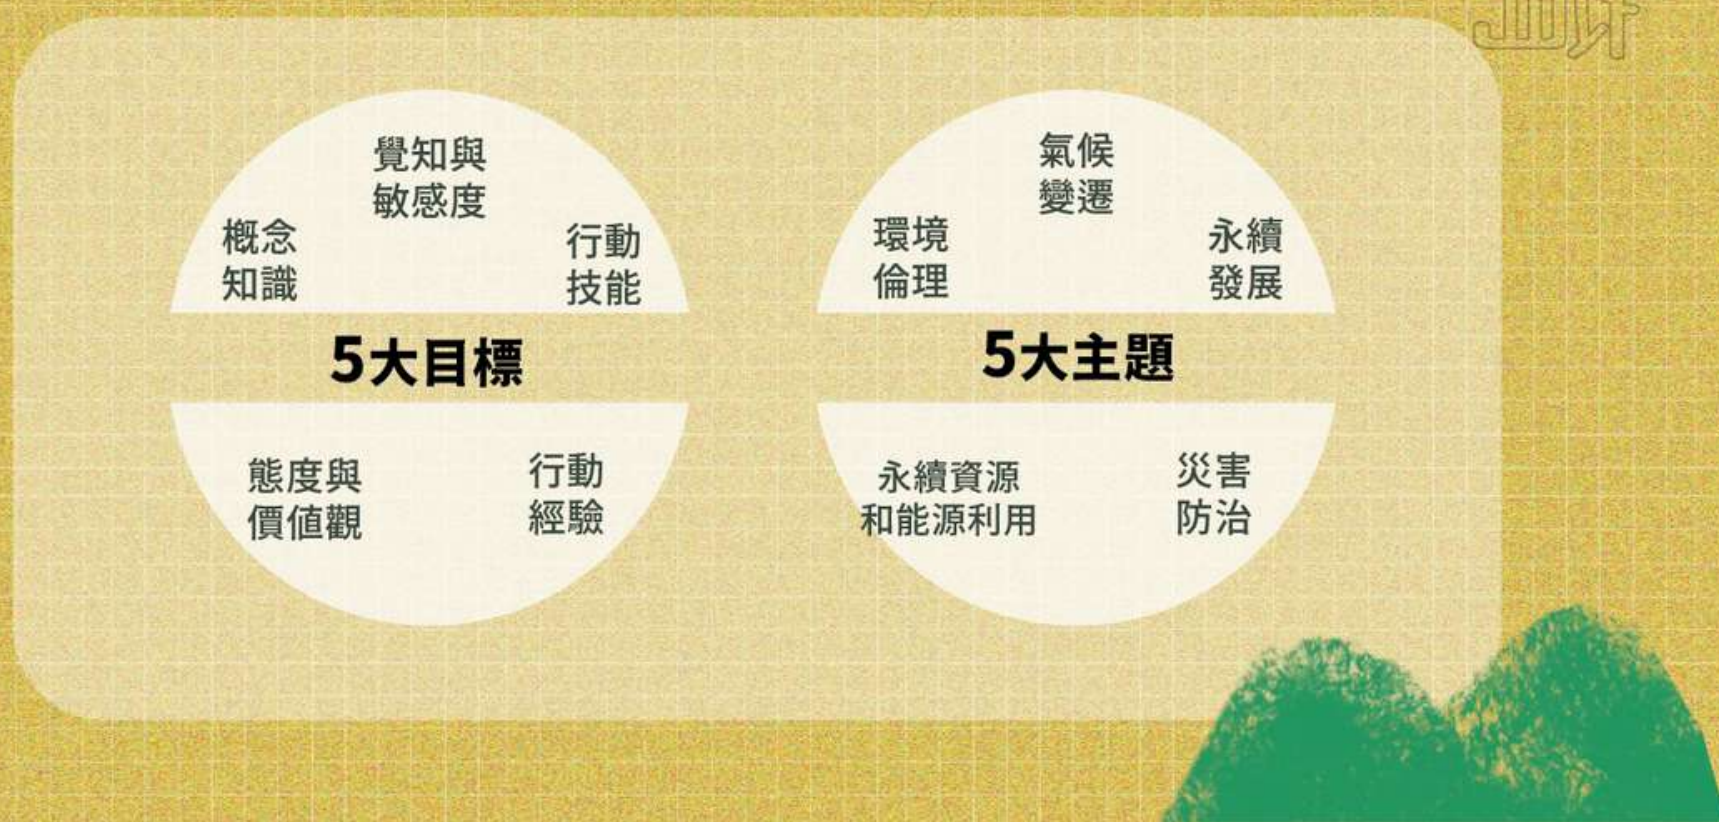 覺知與
敏感度
概念
知識
行動
技能
5大目標
態度與
價值觀
行動
經驗
氣候
變遷
環境
倫理
永續
發展
5大主題
永續資源
和能源利用
災害
防治